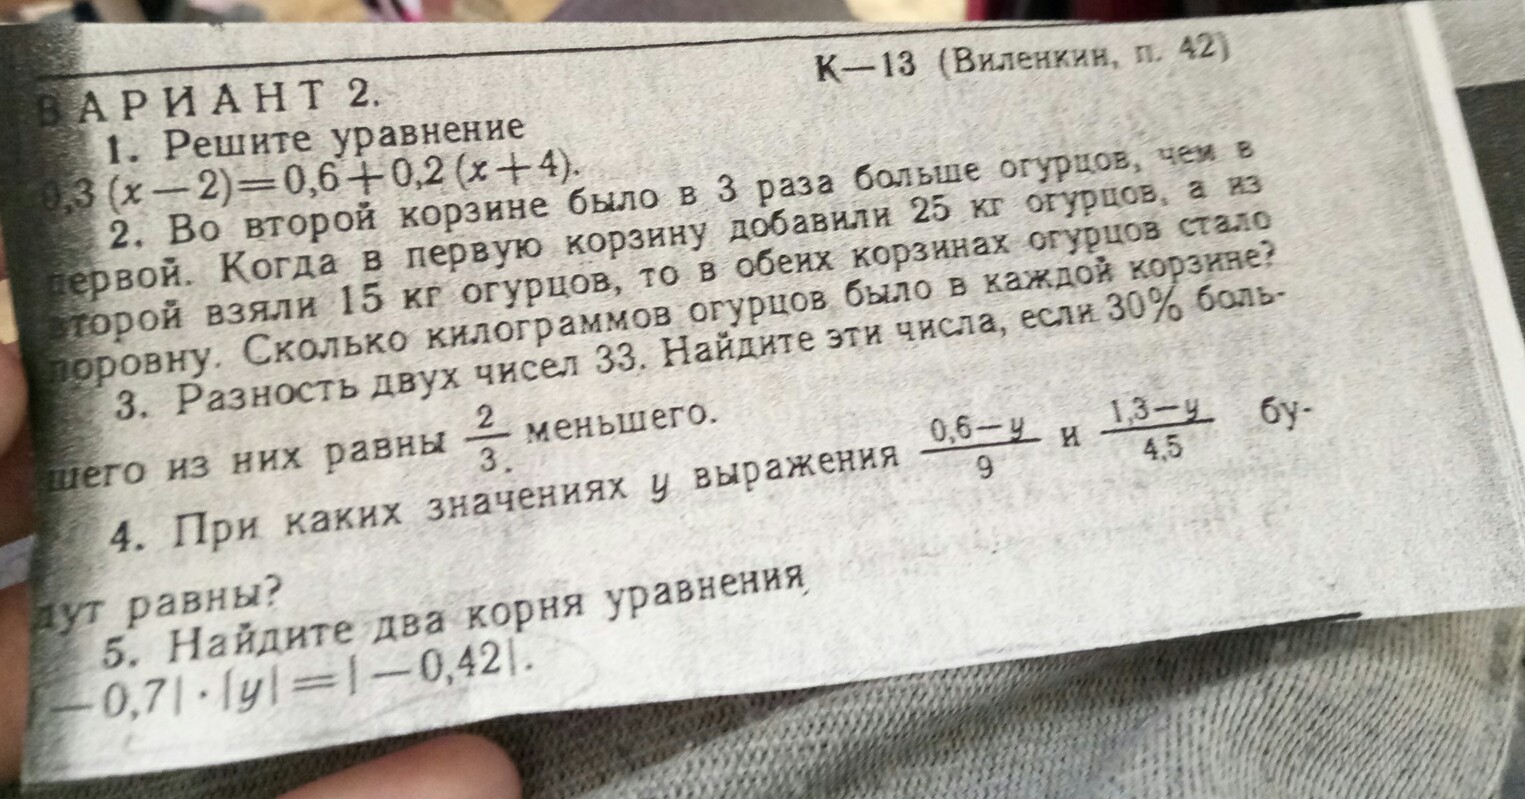 К—13 (Виленкин, п. 42)
ВАРИАНТ 2.
1. Решите уравнение
0,3 (x — 2) = 0,6 + 0,2 (x + 4).
2. Во второй корзине было в 3 раза больше огурцов, чем в
первой. Когда в первую корзину добавили 25 кг огурцов, а из
второй взяли 15 кг огурцов, то в обеих корзинах огурцов стало
поровну. Сколько килограммов огурцов было в каждой корзине?
3. Разность двух чисел 33. Найдите эти числа, если 30% боль-
шего из них равны 2/3 меньшего.
4. При каких значениях y выражения (0,6—y)/9 и (1,3—y)/4,5 бу-
дут равны?
5. Найдите два корня уравнения
—0,7| · |y| = | — 0,42|.